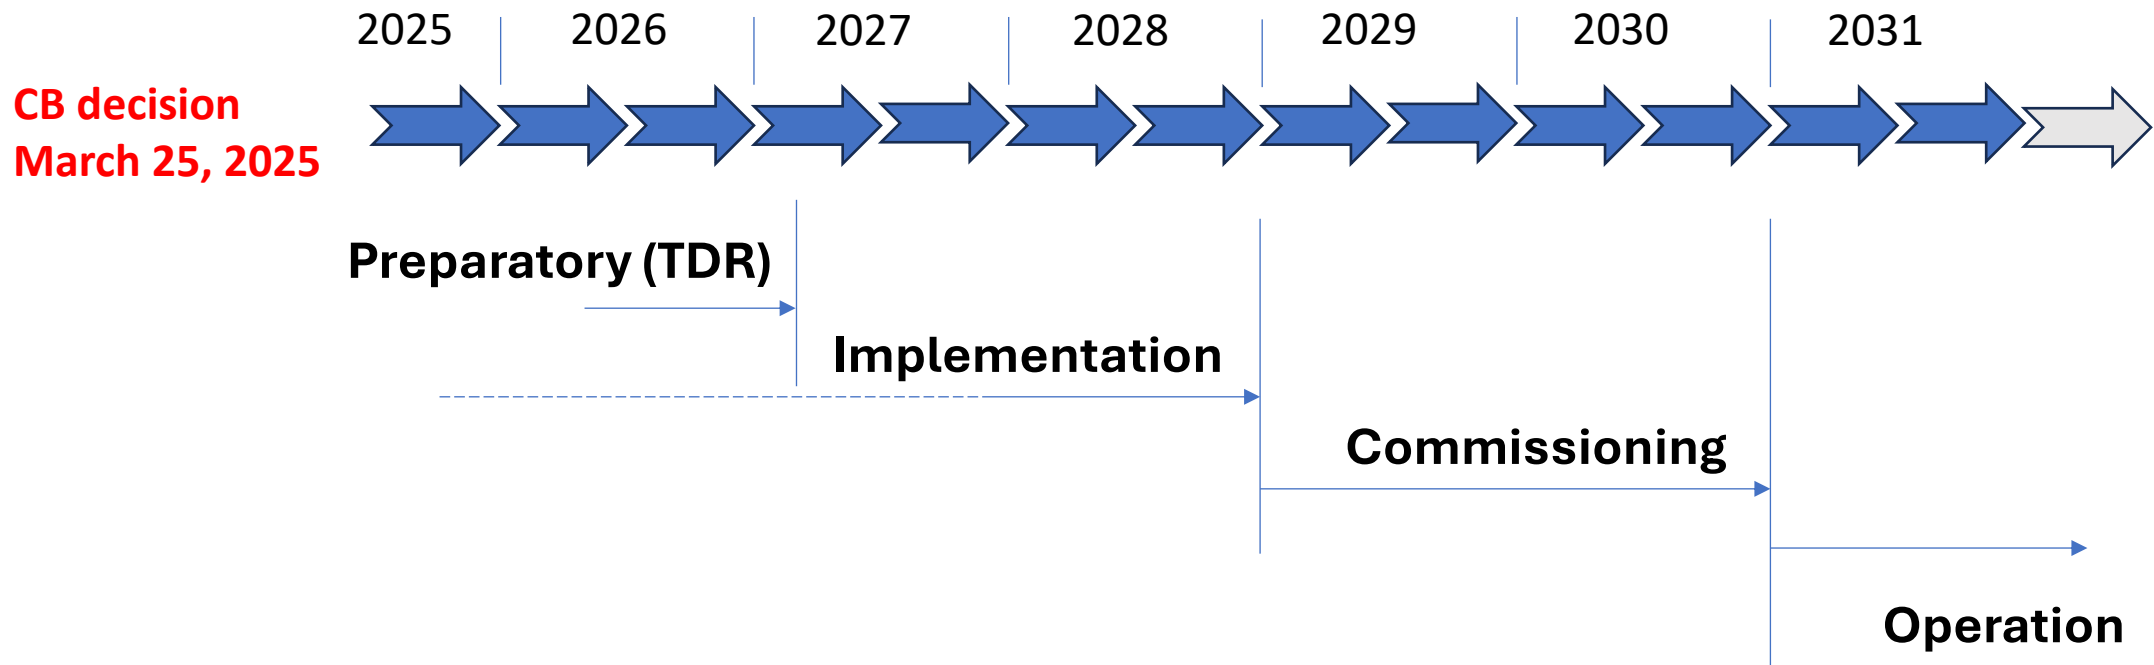 2025 2026 2027 2028 2029 2030 2031
CB decision
March 25, 2025
Preparatory (TDR)
Implementation
Commissioning
Operation